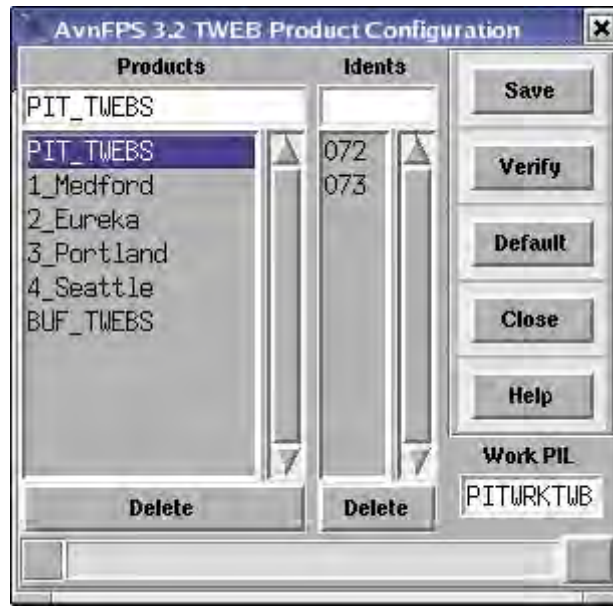 AvnFPS 3.2 TWEB Product Configuration
Products
PIT_TWEBS
PIT_TWEBS
1_Medford
2_Eureka
3_Portland
4_Seattle
BUF_TWEBS
Delete
Idents
072
073
Delete
Save
Verify
Default
Close
Help
Work PIL
PITWRKTWB